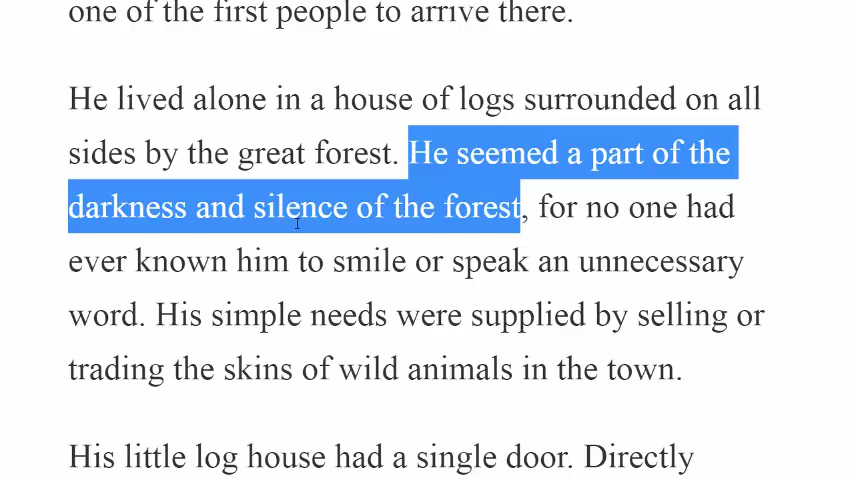 one of the first people to arrive there.
He lived alone in a house of logs surrounded on all
sides by the great forest. He seemed a part of the
darkness and silence of the forest, for no one had
ever known him to smile or speak an unnecessary
word. His simple needs were supplied by selling or
trading the skins of wild animals in the town.
His little log house had a single door. Directly